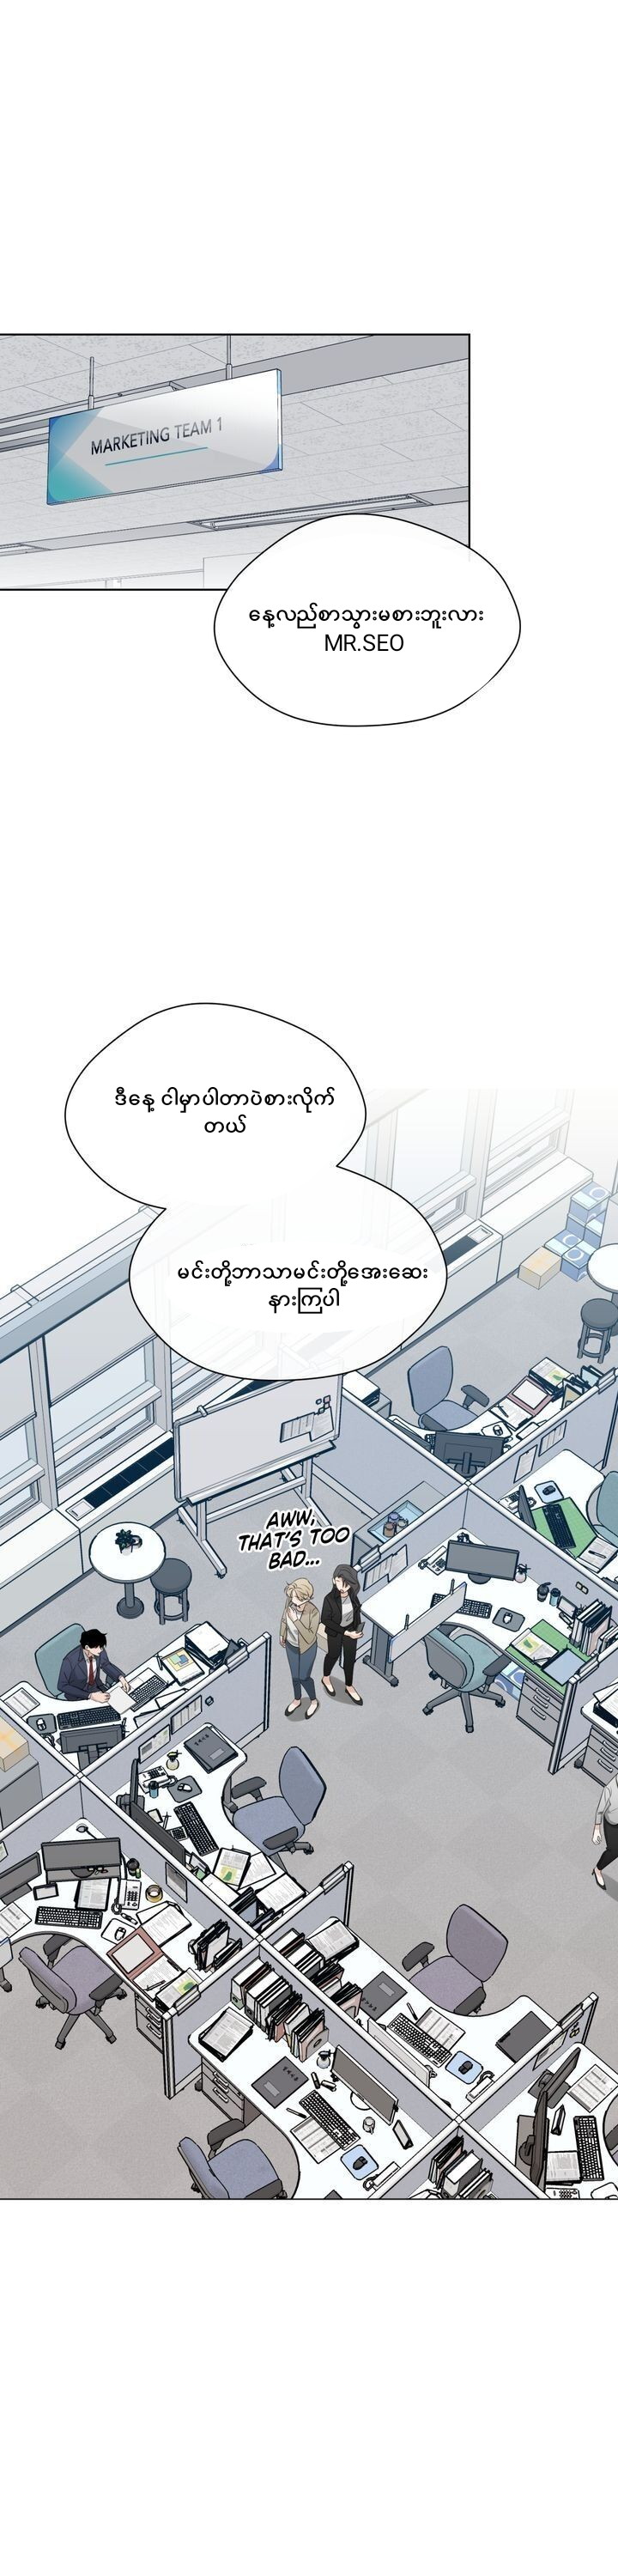 MARKETING TEAM 1
နေ့လည်စာသွားမစားဘူးလား
MR.SEO
ဒီနေ့ ငါမှာပါတာပဲစားလိုက်
တယ်
မင်းတို့ဘာသာမင်းတို့အေးဆေး
နားကြပါ
AWW,
THAT'S TOO
BAD...